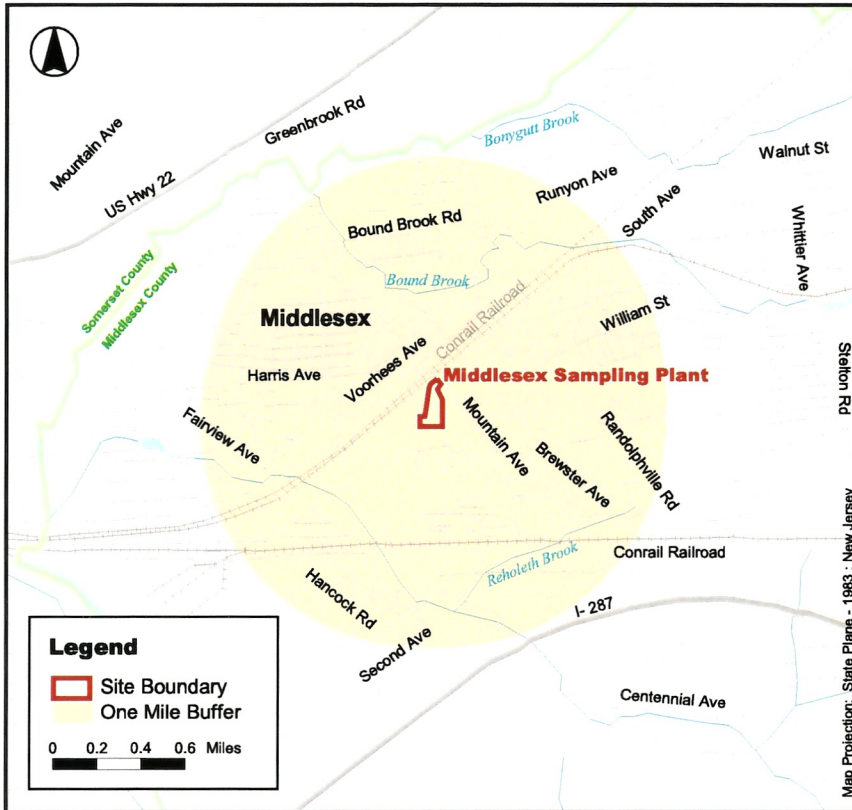 Greenbrook Rd
Mountain Ave
US Hwy 22
Bonygutt Brook
Walnut St
Runyon Ave
South Ave
Bound Brook Rd
Whittier Ave
Somerset County
Middlesex County
Bound Brook
Conrail Railroad
William St
Middlesex
Voorhees Ave
Harris Ave
Middlesex Sampling Plant
Stelton Rd
Fairview Ave
Mountain Ave
Brewster Ave
Randolphville Rd
Conrail Railroad
Reholeth Brook
Hancock Rd
I- 287
Second Ave
Centennial Ave
Legend
Site Boundary
One Mile Buffer
0 0.2 0.4 0.6 Miles
Map Projection: State Plane - 1983 : New Jersey